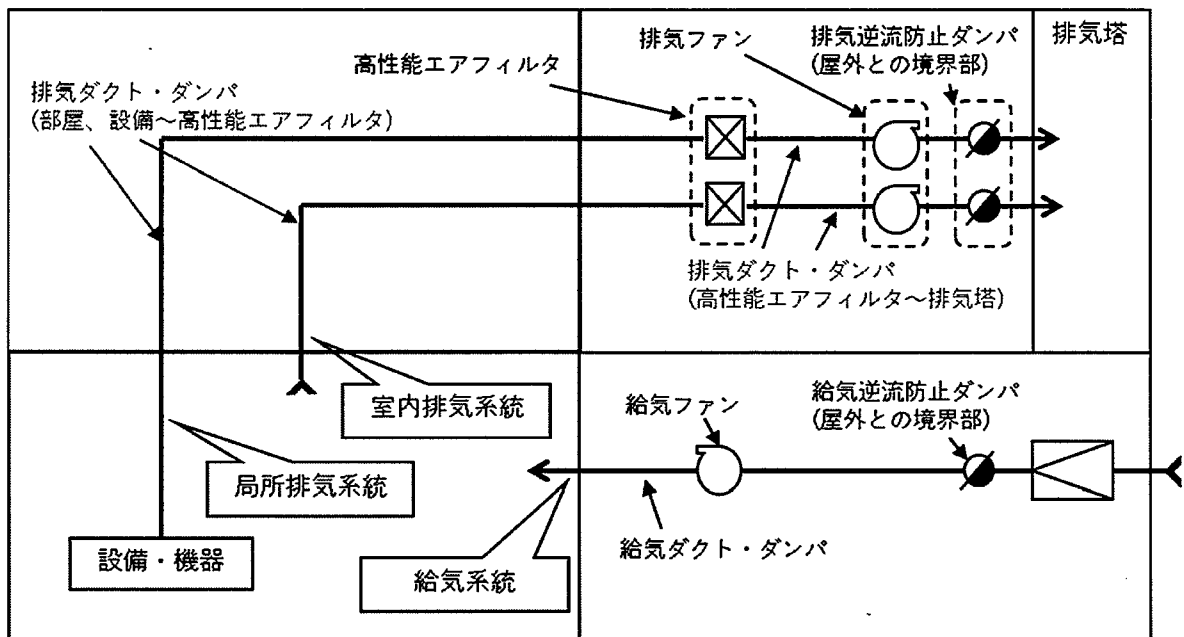 排気ファン
排気逆流防止ダンパ
(屋外との境界部)
排気塔
高性能エアフィルタ
排気ダクト・ダンパ
(部屋、設備～高性能エアフィルタ)
排気ダクト・ダンパ
(高性能エアフィルタ～排気塔)
室内排気系統
局所排気系統
設備・機器
給気ファン
給気逆流防止ダンパ
(屋外との境界部)
給気ダクト・ダンパ
給気系統